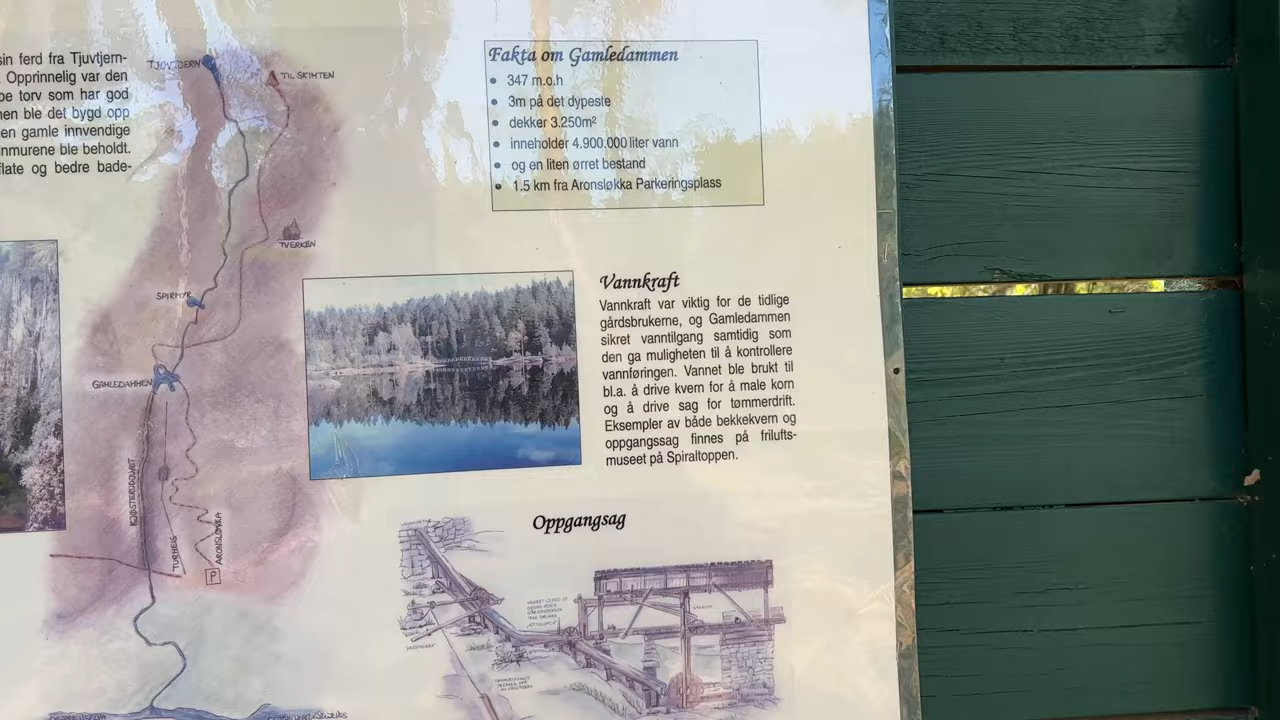 sin ferd fra Tjuvtjern-
Opprinnelig var den
torv som har god
ble det bygd opp
en gamle innvendige
murene ble beholdt.
flate og bedre bade-
TJUVTJERN
TIL SKIMTEN
TVERKEN
SPIRMYR
GAMLEDAMMEN
TURHEIS
ARONSLØKKA
P
Fakta om Gamledammen
• 347 m.o.h
• 3m på det dypeste
• dekker 3.250m²
• inneholder 4.900.000 liter vann
• og en liten ørret bestand
• 1.5 km fra Aronsløkka Parkeringsplass
Vannkraft
Vannkraft var viktig for de tidlige
gårdsbrukerne, og Gamledammen
sikret vanntilgang samtidig som
den ga muligheten til å kontrollere
vannføringen. Vannet ble brukt til
bl.a. å drive kvern for å male korn
og å drive sag for tømmerdrift.
Eksempler av både bekkekvern og
oppgangssag finnes på frilufts-
museet på Spiraltoppen.
Oppgangsag